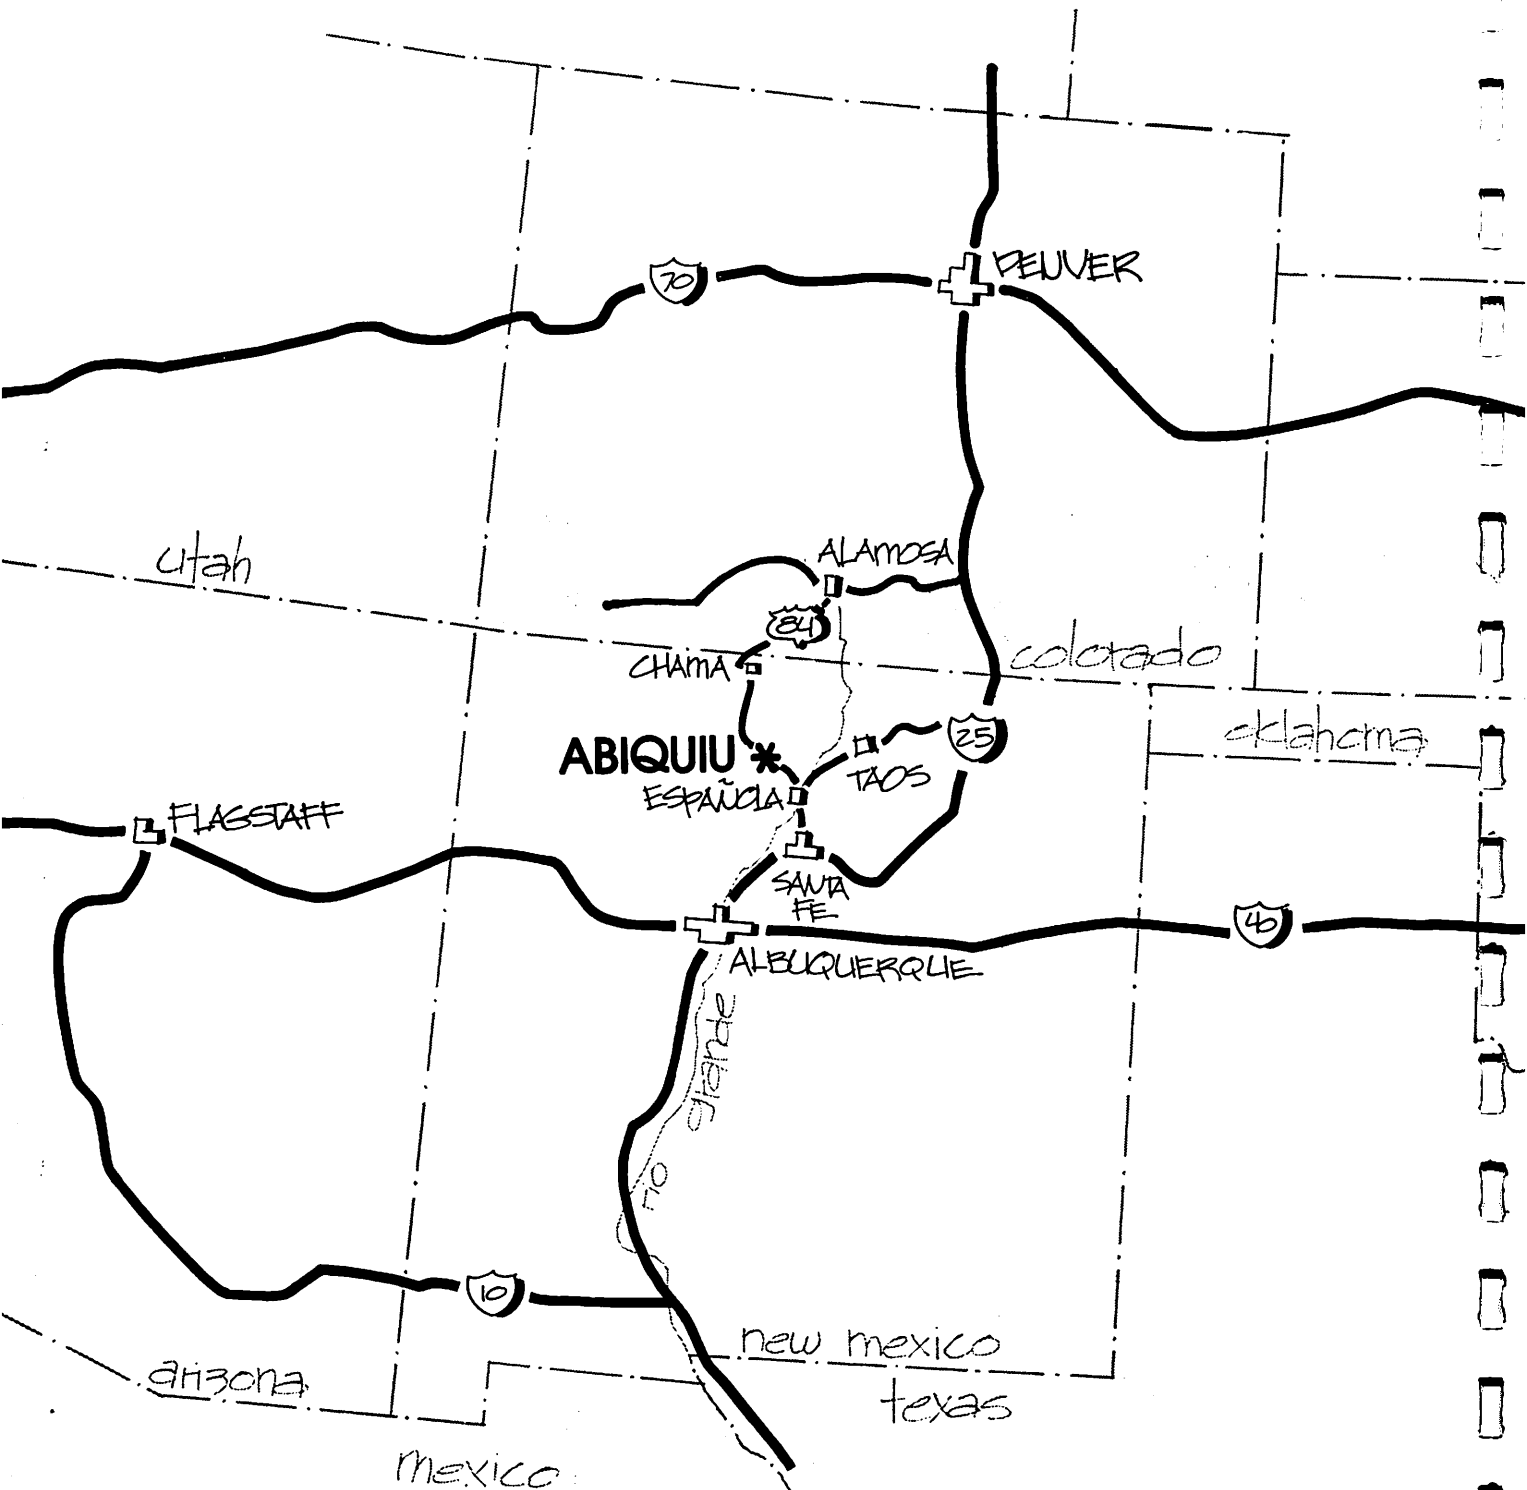 DENVER
70
utah
ALAMOSA
84
colorado
CHAMA
oklahoma
25
ABIQUIU
TAOS
ESPAÑOLA
FLAGSTAFF
SANTA
FE
40
ALBUQUERQUE
rio grande
10
new mexico
arizona
texas
mexico